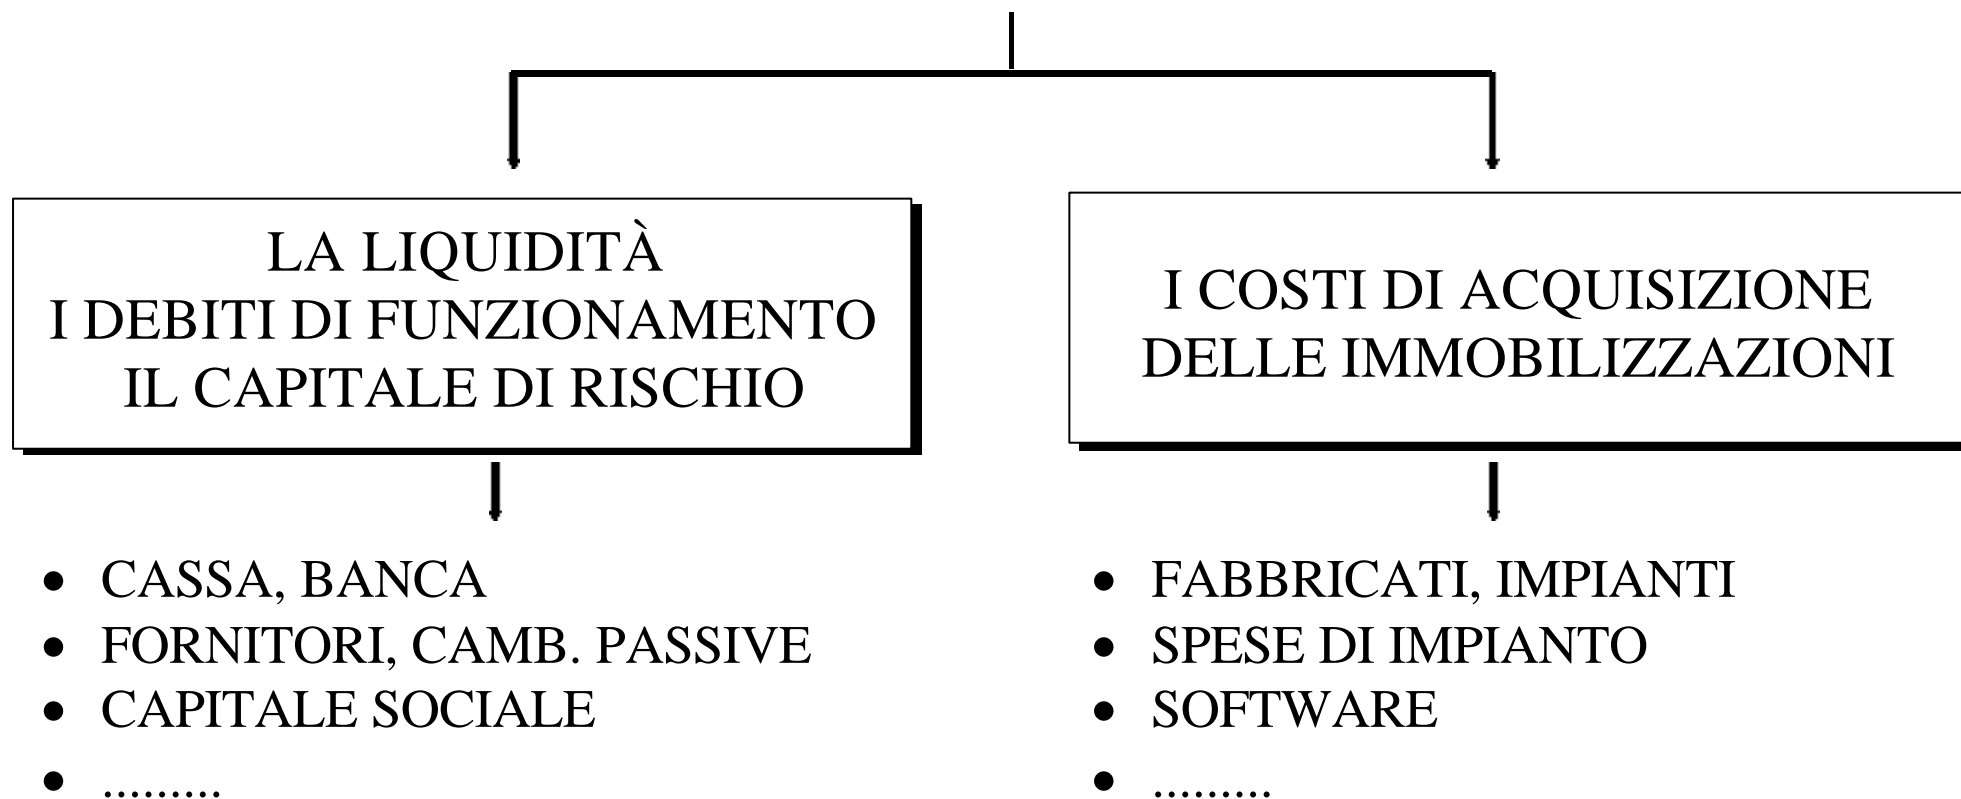 LA LIQUIDITÀ
I DEBITI DI FUNZIONAMENTO
IL CAPITALE DI RISCHIO
I COSTI DI ACQUISIZIONE
DELLE IMMOBILIZZAZIONI
• CASSA, BANCA
• FORNITORI, CAMB. PASSIVE
• CAPITALE SOCIALE
• .........
• FABBRICATI, IMPIANTI
• SPESE DI IMPIANTO
• SOFTWARE
• .........